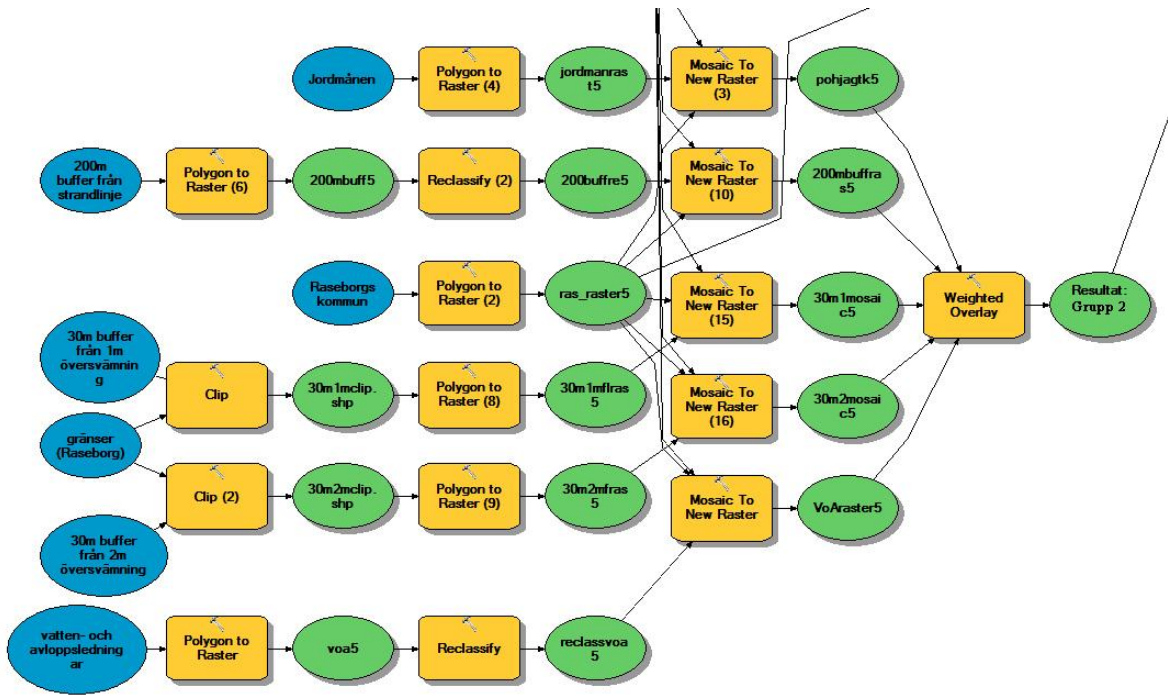 Jordmånen
Polygon to
Raster (4)
jordmanras
t5
Mosaic To
New Raster
(3)
pohjagtk5
200m
buffer från
strandlinje
Polygon to
Raster (6)
200mbuff5
Reclassify (2)
200buffre5
Mosaic To
New Raster
(10)
200mbuffra
s5
Raseborgs
kommun
Polygon to
Raster (2)
ras_raster5
Mosaic To
New Raster
(15)
30m1mosai
c5
Weighted
Overlay
Resultat:
Grupp 2
30m buffer
från 1m
översvämnin
g
Clip
30m1mclip.
shp
Polygon to
Raster (8)
30m1mflras
5
gränser
(Raseborg)
Mosaic To
New Raster
(16)
30m2mosai
c5
Clip (2)
30m2mclip.
shp
Polygon to
Raster (9)
30m2mfras
5
Mosaic To
New Raster
VoAraster5
30m buffer
från 2m
översvämning
vatten- och
avloppsledning
ar
Polygon to
Raster
voa5
Reclassify
reclassvoa
5